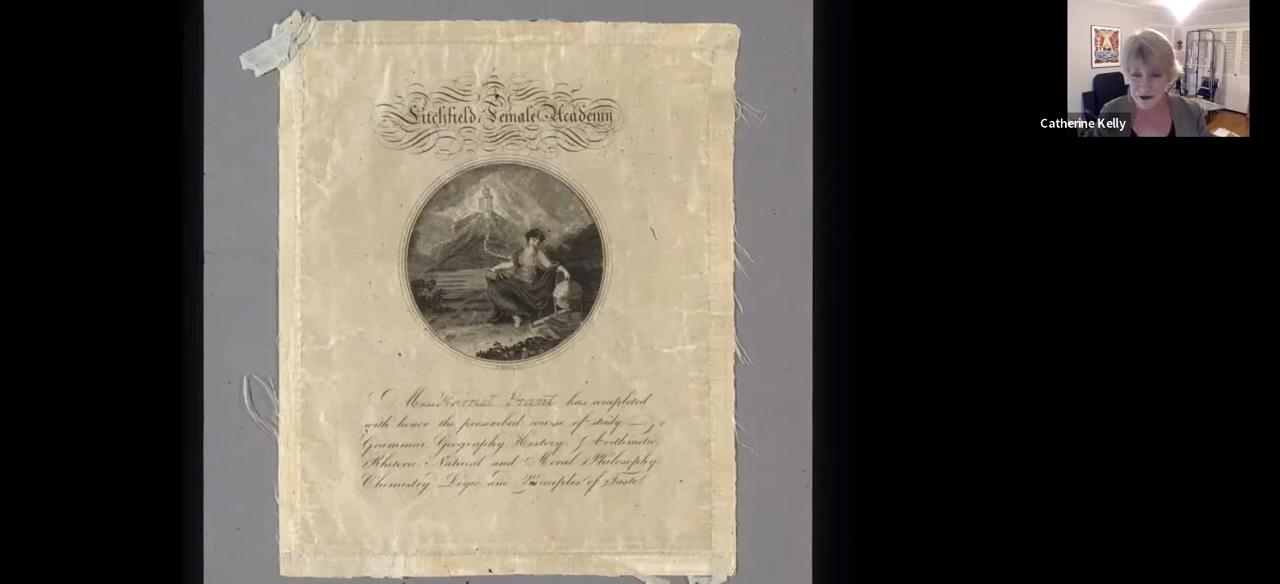 Litchfield Female Academy
Miss Harriet Grant has completed
with honor the prescribed course of study in
Grammar, Geography, History, Arithmetic,
Rhetoric, Natural and Moral Philosophy
Chemistry Logic and Principles of Taste.
Catherine Kelly